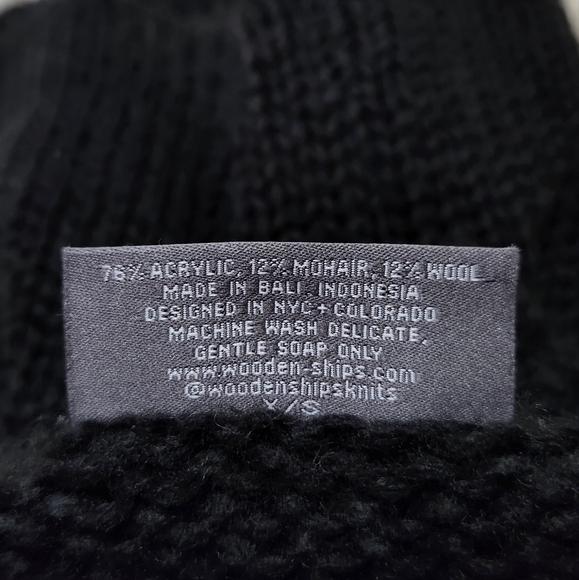 76% ACRYLIC, 12% MOHAIR, 12% WOOL
MADE IN BALI INDONESIA
DESIGNED IN NYC + COLORADO
MACHINE WASH DELICATE,
GENTLE SOAP ONLY
www.wooden-ships.com
@woodenshipsknits
X/S